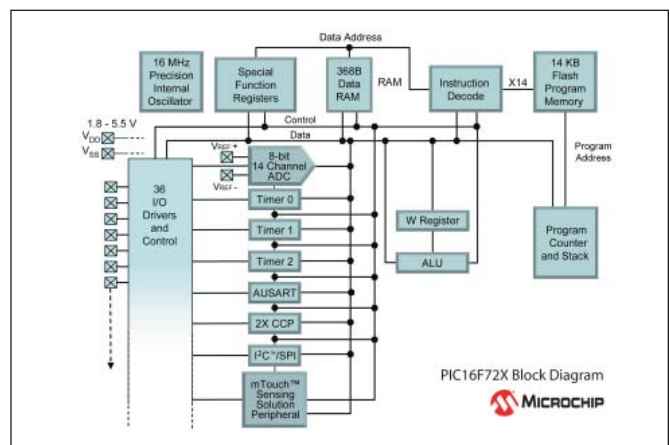 Data Address
16 MHz
Precision
Internal
Oscillator
Special
Function
Registers
368B
Data
RAM
RAM
Instruction
Decode
X14
14 KB
Flash
Program
Memory
Control
Data
1.8 - 5.5 V
VDD
VSS
VREF +
VREF -
8-bit
14 Channel
ADC
Program
Address
36
I/O
Drivers
and
Control
Timer 0
Timer 1
Timer 2
AUSART
2X CCP
I²C™/SPI
mTouch™
Sensing
Solution
Peripheral
W Register
ALU
Program
Counter
and Stack
PIC16F72X Block Diagram
MICROCHIP